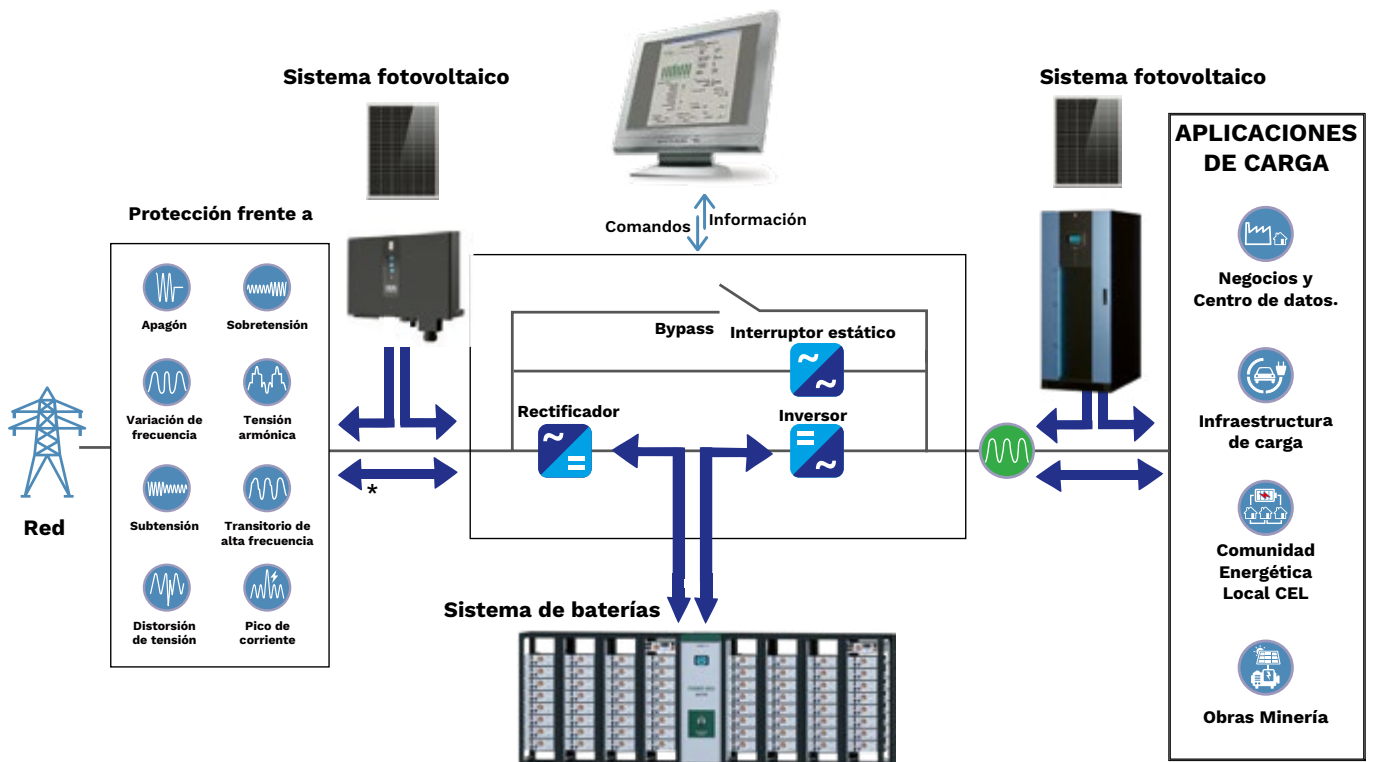 Sistema fotovoltaico
Sistema fotovoltaico
APLICACIONES
DE CARGA
Protección frente a
Comandos
Información
Apagón
Sobretensión
Variación de
frecuencia
Tensión
armónica
Subtensión
Transitorio de
alta frecuencia
Distorsión
de tensión
Pico de
corriente
Red
*
Bypass
Interruptor estático
Rectificador
Inversor
Sistema de baterías
Negocios y
Centro de datos.
Infraestructura
de carga
Comunidad
Energética
Local CEL
Obras Minería